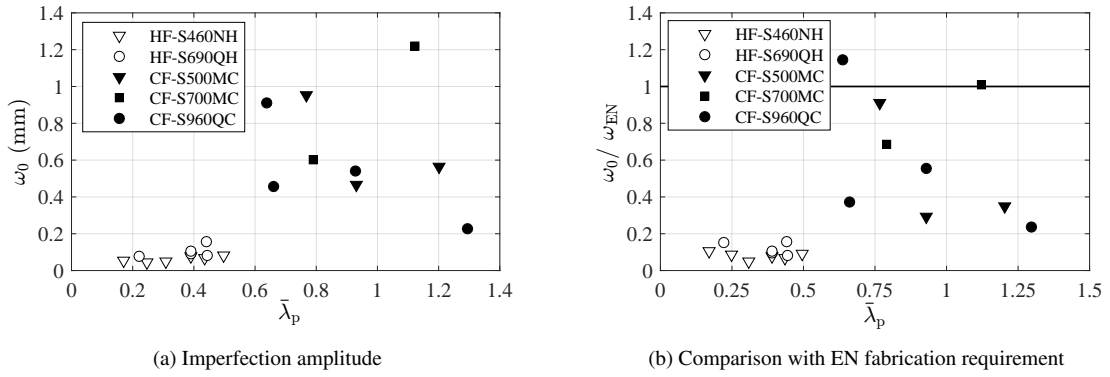 1.4
1.2
1
0.8
0.6
0.4
0.2
0
ω₀ (mm)
HF-S460NH
HF-S690QH
CF-S500MC
CF-S700MC
CF-S960QC
0 0.2 0.4 0.6 0.8 1 1.2 1.4
λ̄ₚ
(a) Imperfection amplitude
1.4
1.2
1
0.8
0.6
0.4
0.2
0
ω₀/ ω_EN
HF-S460NH
HF-S690QH
CF-S500MC
CF-S700MC
CF-S960QC
0 0.25 0.5 0.75 1 1.25 1.5
λ̄ₚ
(b) Comparison with EN fabrication requirement